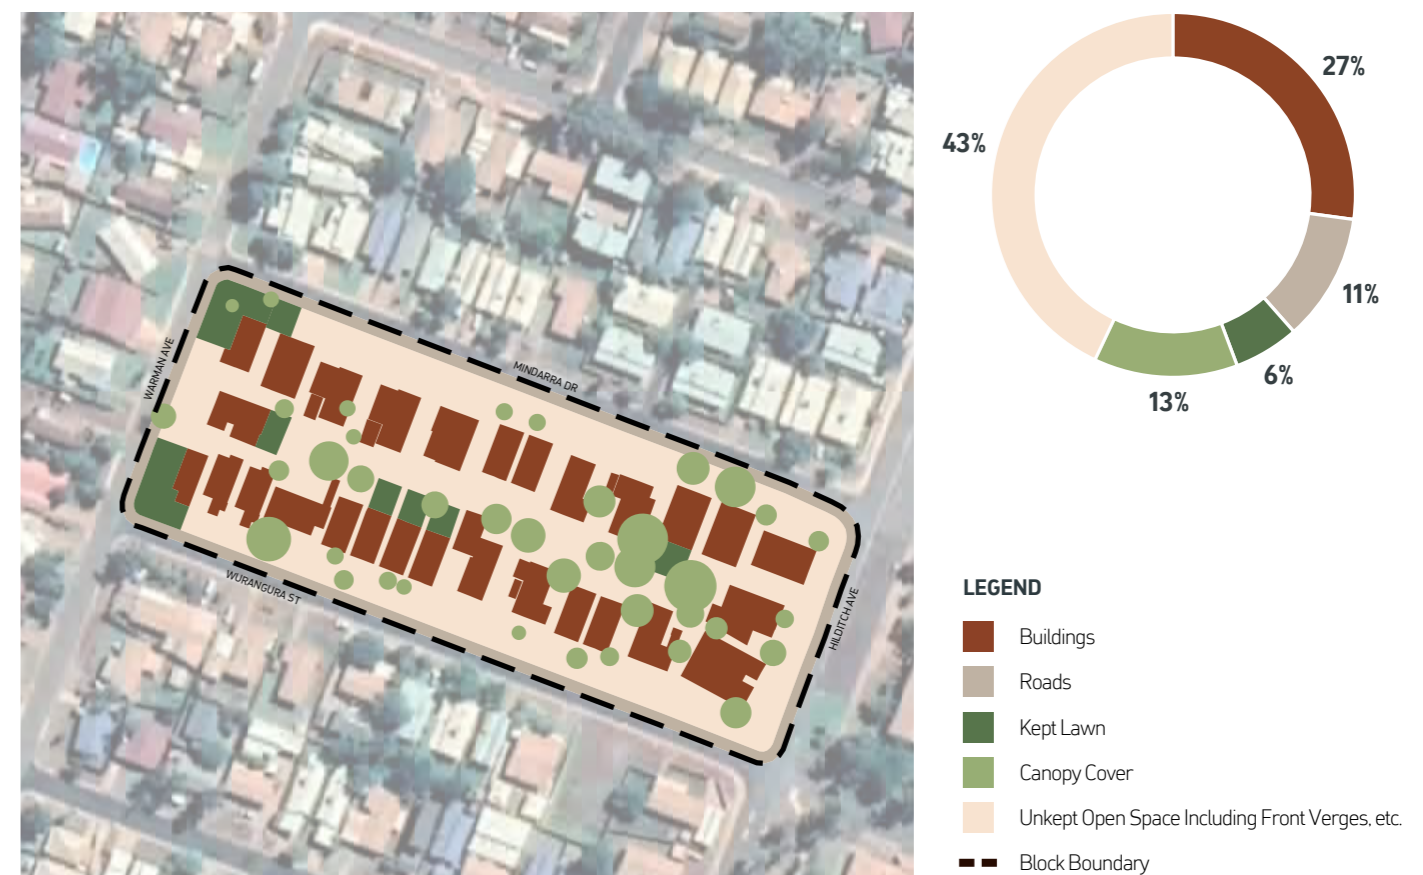 WARMAN AVE
MINDARRA DR
WURANGURA ST
HILDITCH AVE
27%
43%
11%
6%
13%
LEGEND
Buildings
Roads
Kept Lawn
Canopy Cover
Unkept Open Space Including Front Verges, etc.
Block Boundary